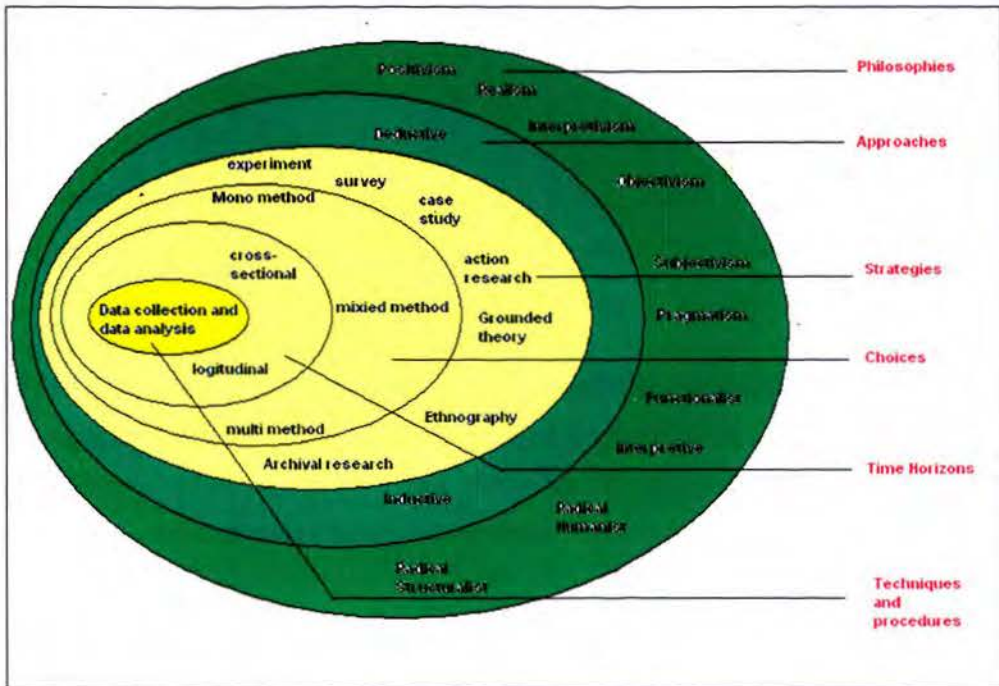 Positivism
Realism
Interpretivism
Objectivism
Subjectivism
Pragmatism
Functionalist
Interpretive
Radical
Humanist
Radical
Structuralist
Deductive
Inductive
experiment
survey
case
study
action
research
Grounded
theory
Ethnography
Archival research
Mono method
mixied method
multi method
cross-
sectional
logitudinal
Data collection and
data analysis
Philosophies
Approaches
Strategies
Choices
Time Horizons
Techniques
and
procedures